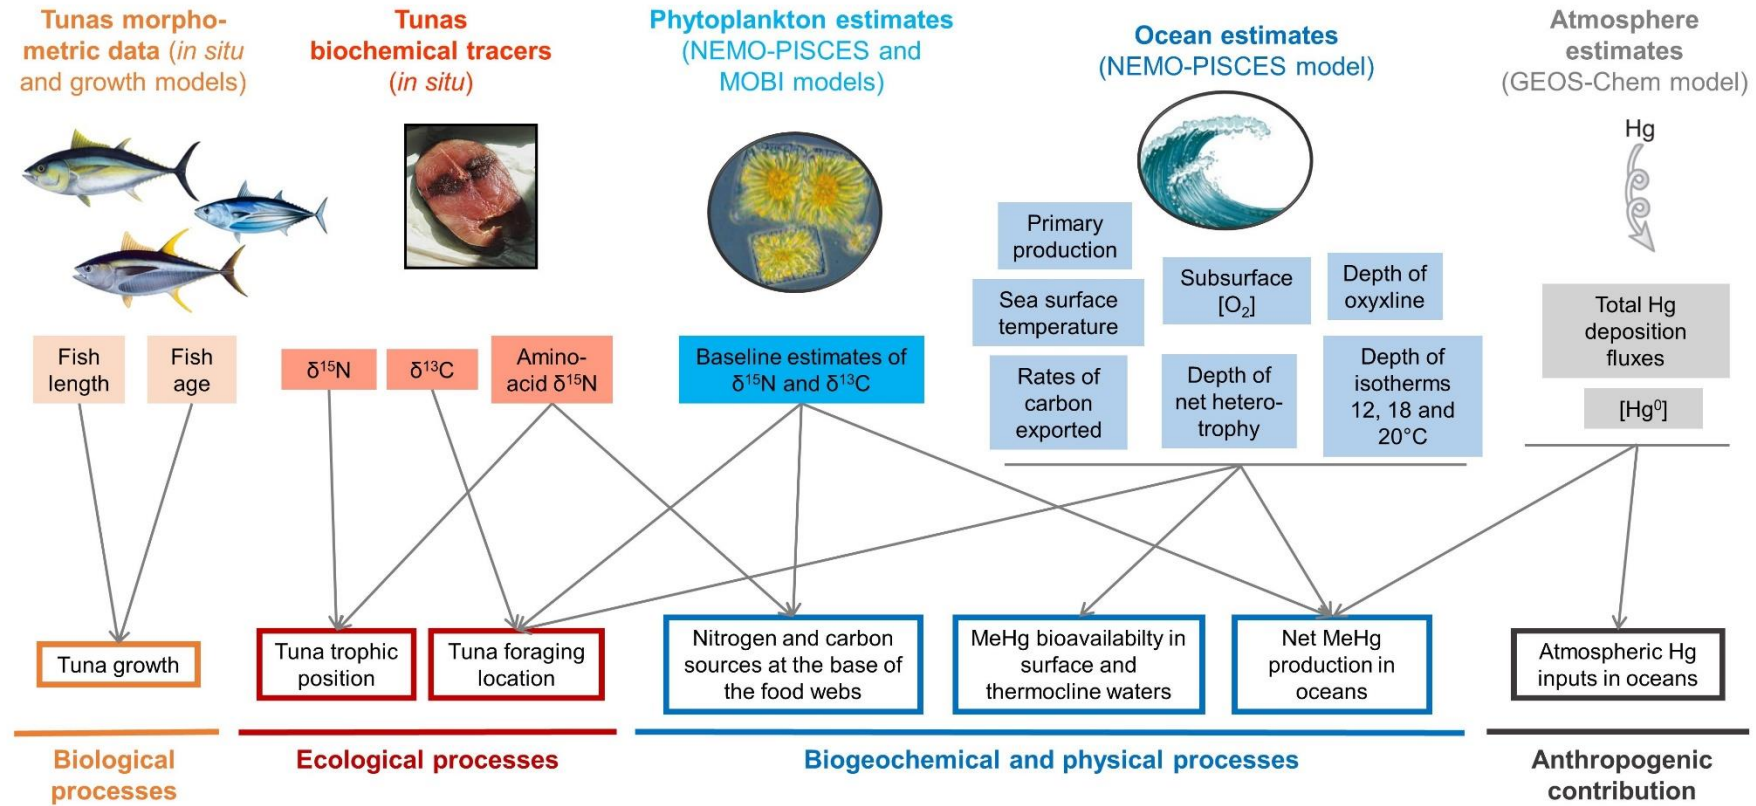 Tunas morpho-
metric data (in situ
and growth models)
Tunas
biochemical tracers
(in situ)
Phytoplankton estimates
(NEMO-PISCES and
MOBI models)
Ocean estimates
(NEMO-PISCES model)
Atmosphere
estimates
(GEOS-Chem model)
Hg
Primary
production
Subsurface
[O₂]
Depth of
oxyxline
Sea surface
temperature
Total Hg
deposition
fluxes
Fish
length
Fish
age
δ¹⁵N
δ¹³C
Amino-
acid δ¹⁵N
Baseline estimates of
δ¹⁵N and δ¹³C
Rates of
carbon
exported
Depth of
net hetero-
trophy
Depth of
isotherms
12, 18 and
20°C
[Hg⁰]
Tuna growth
Tuna trophic
position
Tuna foraging
location
Nitrogen and carbon
sources at the base of
the food webs
MeHg bioavailabilty in
surface and
thermocline waters
Net MeHg
production in
oceans
Atmospheric Hg
inputs in oceans
Biological
processes
Ecological processes
Biogeochemical and physical processes
Anthropogenic
contribution